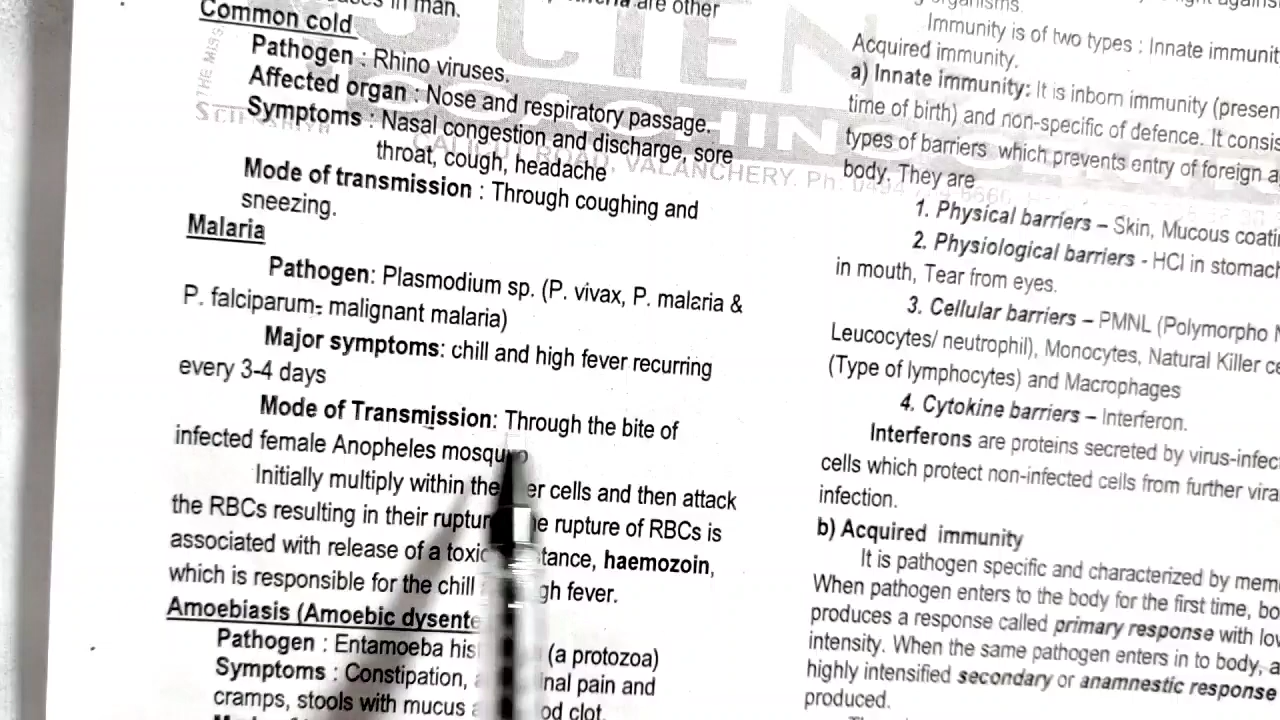 in man.
are other
Common cold
Pathogen : Rhino viruses.
Affected organ : Nose and respiratory passage.
Symptoms : Nasal congestion and discharge, sore
throat, cough, headache
Mode of transmission : Through coughing and
sneezing.
Malaria
Pathogen: Plasmodium sp. (P. vivax, P. malaria &
P. falciparum- malignant malaria)
Major symptoms: chill and high fever recurring
every 3-4 days
Mode of Transmission: Through the bite of
infected female Anopheles
Initially multiply within the cells and then attack
the RBCs resulting in their rupture of RBCs is
associated with release of a haemozoin,
which is responsible for the chill fever.
Amoebiasis (Amoebic
Pathogen : Entamoeba (a protozoa)
Symptoms : Constipation, pain and
cramps, stools with mucus clot.
organisms.
Immunity is of two types : Innate
Acquired immunity.
a) Innate immunity: It is inborn immunity
time of birth) and non-specific of defence. It
types of barriers which prevents entry of foreign
body. They are
1. Physical barriers – Skin, Mucous
2. Physiological barriers - HCl in
in mouth, Tear from eyes.
3. Cellular barriers – PMNL
Leucocytes/ neutrophil), Monocytes, Natural Killer
(Type of lymphocytes) and Macrophages
4. Cytokine barriers – Interferon.
Interferons are proteins secreted by
cells which protect non-infected cells from further
infection.
b) Acquired immunity
It is pathogen specific and characterized by
When pathogen enters to the body for the first time,
produces a response called primary response with
intensity. When the same pathogen enters in to body,
highly intensified secondary or anamnestic response
produced.
COACHING
VALANCHERY. Ph.